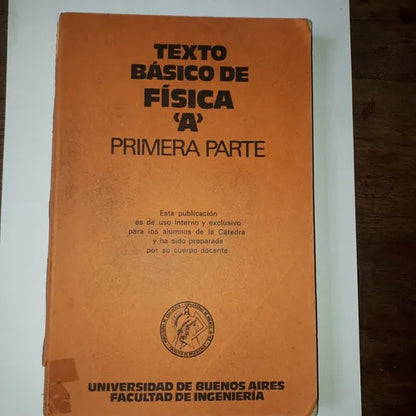 TEXTO
BÁSICO DE
FÍSICA
‘A’
PRIMERA PARTE
Esta publicación
es de uso interno y exclusivo
para los alumnos de la Cátedra
y ha sido preparada
por su cuerpo docente
UNIVERSIDAD DE BUENOS AIRES
FACULTAD DE INGENIERÍA